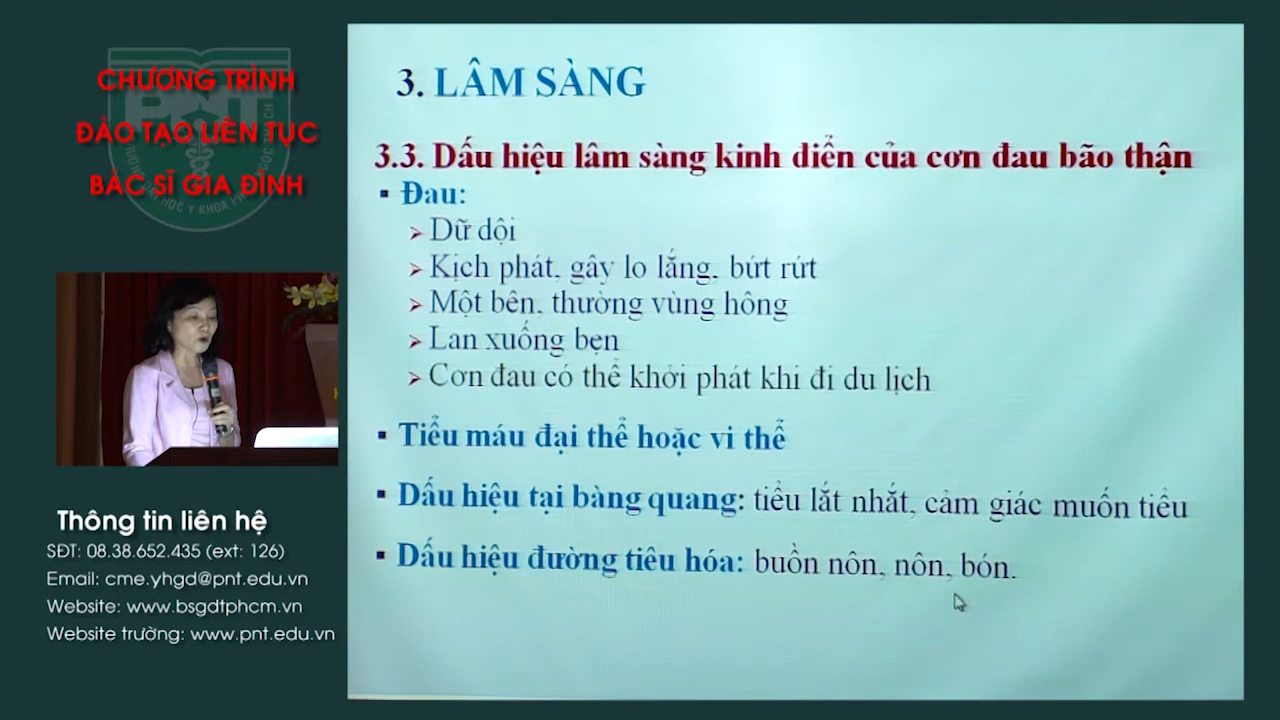 CHƯƠNG TRÌNH
ĐÀO TẠO LIÊN TỤC
BÁC SĨ GIA ĐÌNH
PNT
Thông tin liên hệ
SĐT: 08.38.652.435 (ext: 126)
Email: cme.yhgd@pnt.edu.vn
Website: www.bsgdtphcm.vn
Website trường: www.pnt.edu.vn
3. LÂM SÀNG
3.3. Dấu hiệu lâm sàng kinh điển của cơn đau bão thận
▪ Đau:
➢ Dữ dội
➢ Kịch phát, gây lo lắng, bứt rứt
➢ Một bên, thường vùng hông
➢ Lan xuống bẹn
➢ Cơn đau có thể khởi phát khi đi du lịch
▪ Tiểu máu đại thể hoặc vi thể
▪ Dấu hiệu tại bàng quang: tiểu lắt nhắt, cảm giác muốn tiểu
▪ Dấu hiệu đường tiêu hóa: buồn nôn, nôn, bón.